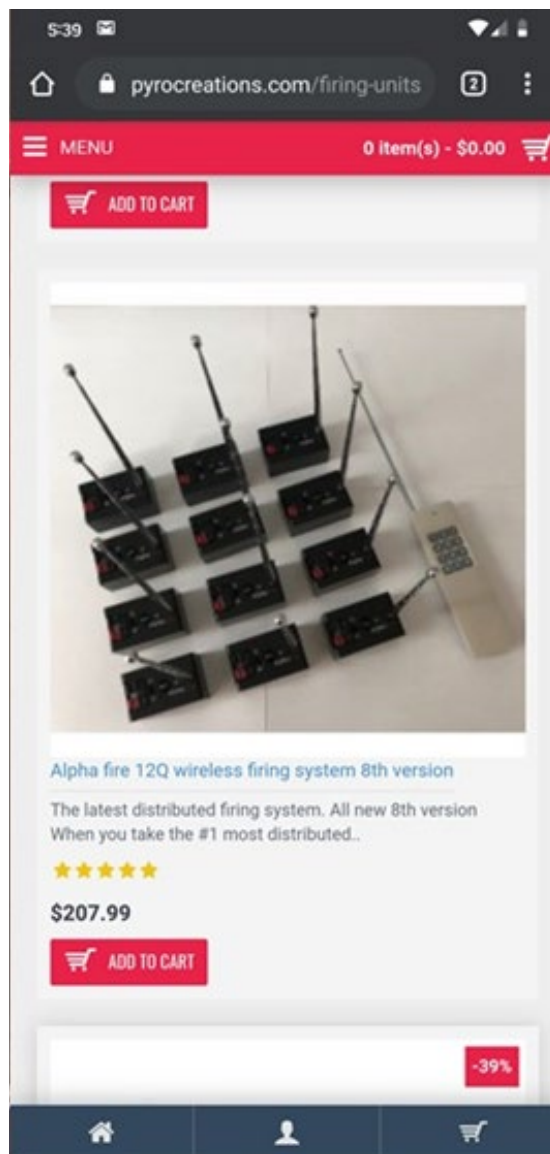 5:39
pyrocreations.com/firing-units
2
MENU
0 item(s) - $0.00
ADD TO CART
Alpha fire 12Q wireless firing system 8th version
The latest distributed firing system. All new 8th version
When you take the #1 most distributed..
$207.99
ADD TO CART
-39%